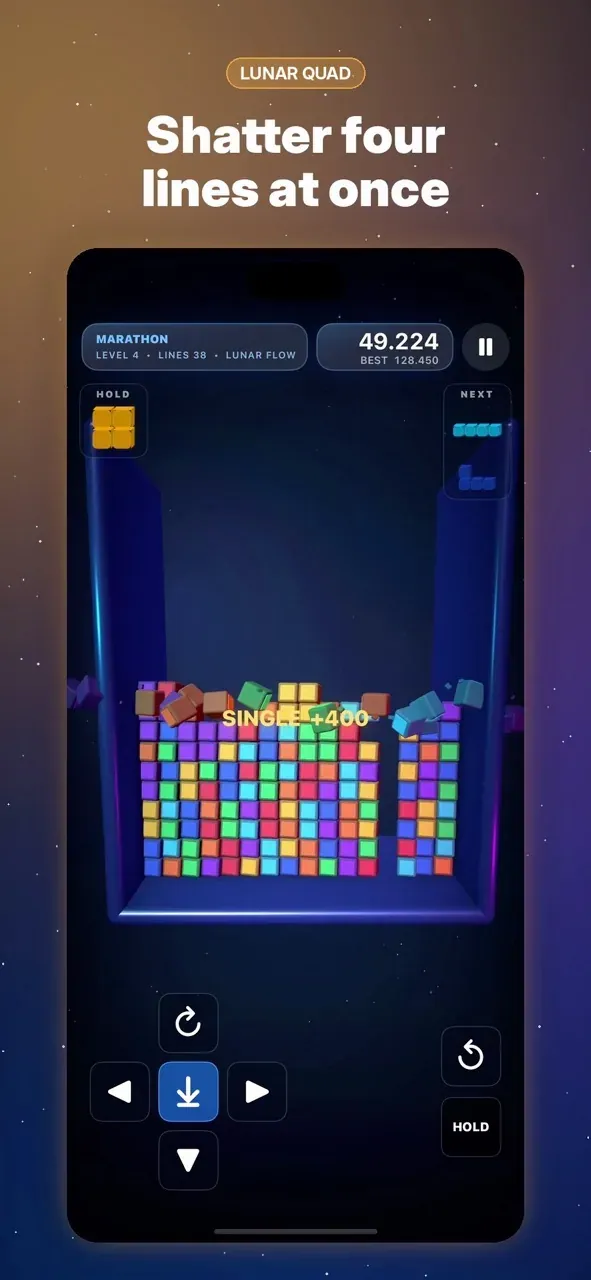 LUNAR QUAD
Shatter four
lines at once
MARATHON
LEVEL 4 • LINES 38 • LUNAR FLOW
49.224
BEST 128.450
HOLD
NEXT
SINGLE +400
HOLD